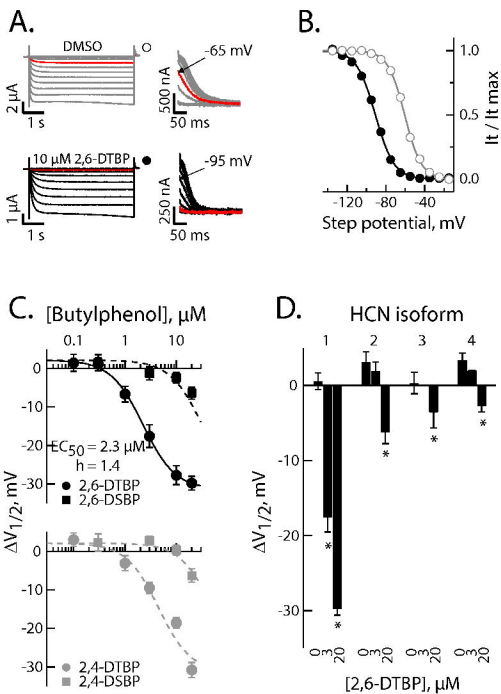 A.
DMSO
-65 mV
2 μA
1 s
500 nA
50 ms
10 μM 2,6-DTBP
-95 mV
1 μA
1 s
250 nA
50 ms
B.
1.0
0.5
0.0
It / It max
-120 -80 -40
Step potential, mV
C.
[Butylphenol], μM
0.1 1 10
0
-10
-20
-30
EC50 = 2.3 μM
h = 1.4
2,6-DTBP
2,6-DSBP
ΔV1/2, mV
0
-10
-20
-30
2,4-DTBP
2,4-DSBP
D.
HCN isoform
1 2 3 4
0
-10
-20
-30
ΔV1/2, mV
* * * * *
0 3 20 0 3 20 0 3 20 0 3 20
[2,6-DTBP], μM